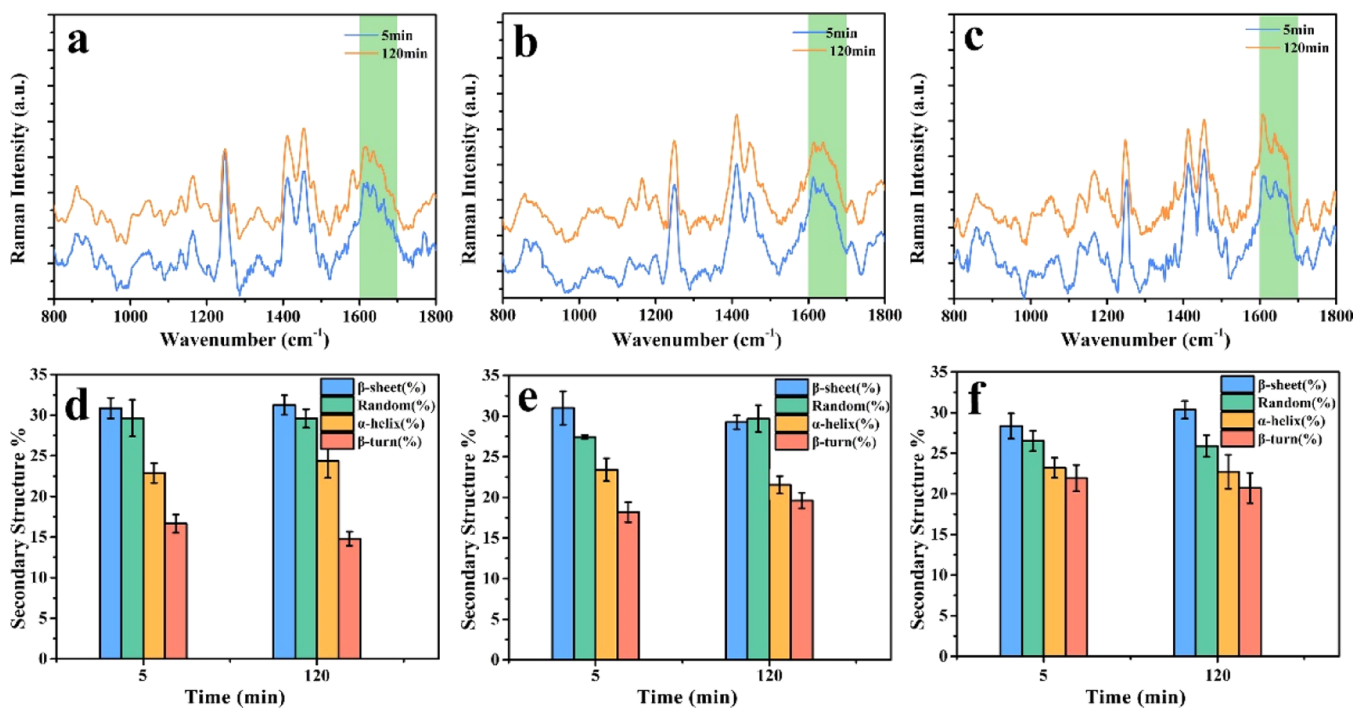 a
5min
120min
Raman Intensity (a.u.)
800 1000 1200 1400 1600 1800
Wavenumber (cm-1)
b
5min
120min
Raman Intensity (a.u.)
800 1000 1200 1400 1600 1800
Wavenumber (cm-1)
c
5min
120min
Raman Intensity (a.u.)
800 1000 1200 1400 1600 1800
Wavenumber (cm-1)
d
β-sheet(%)
Random(%)
α-helix(%)
β-turn(%)
Secondary Structure %
35
30
25
20
15
10
5
0
5 120
Time (min)
e
β-sheet(%)
Random(%)
α-helix(%)
β-turn(%)
Secondary Structure %
35
30
25
20
15
10
5
0
5 120
Time (min)
f
β-sheet(%)
Random(%)
α-helix(%)
β-turn(%)
Secondary Structure %
35
30
25
20
15
10
5
0
5 120
Time (min)